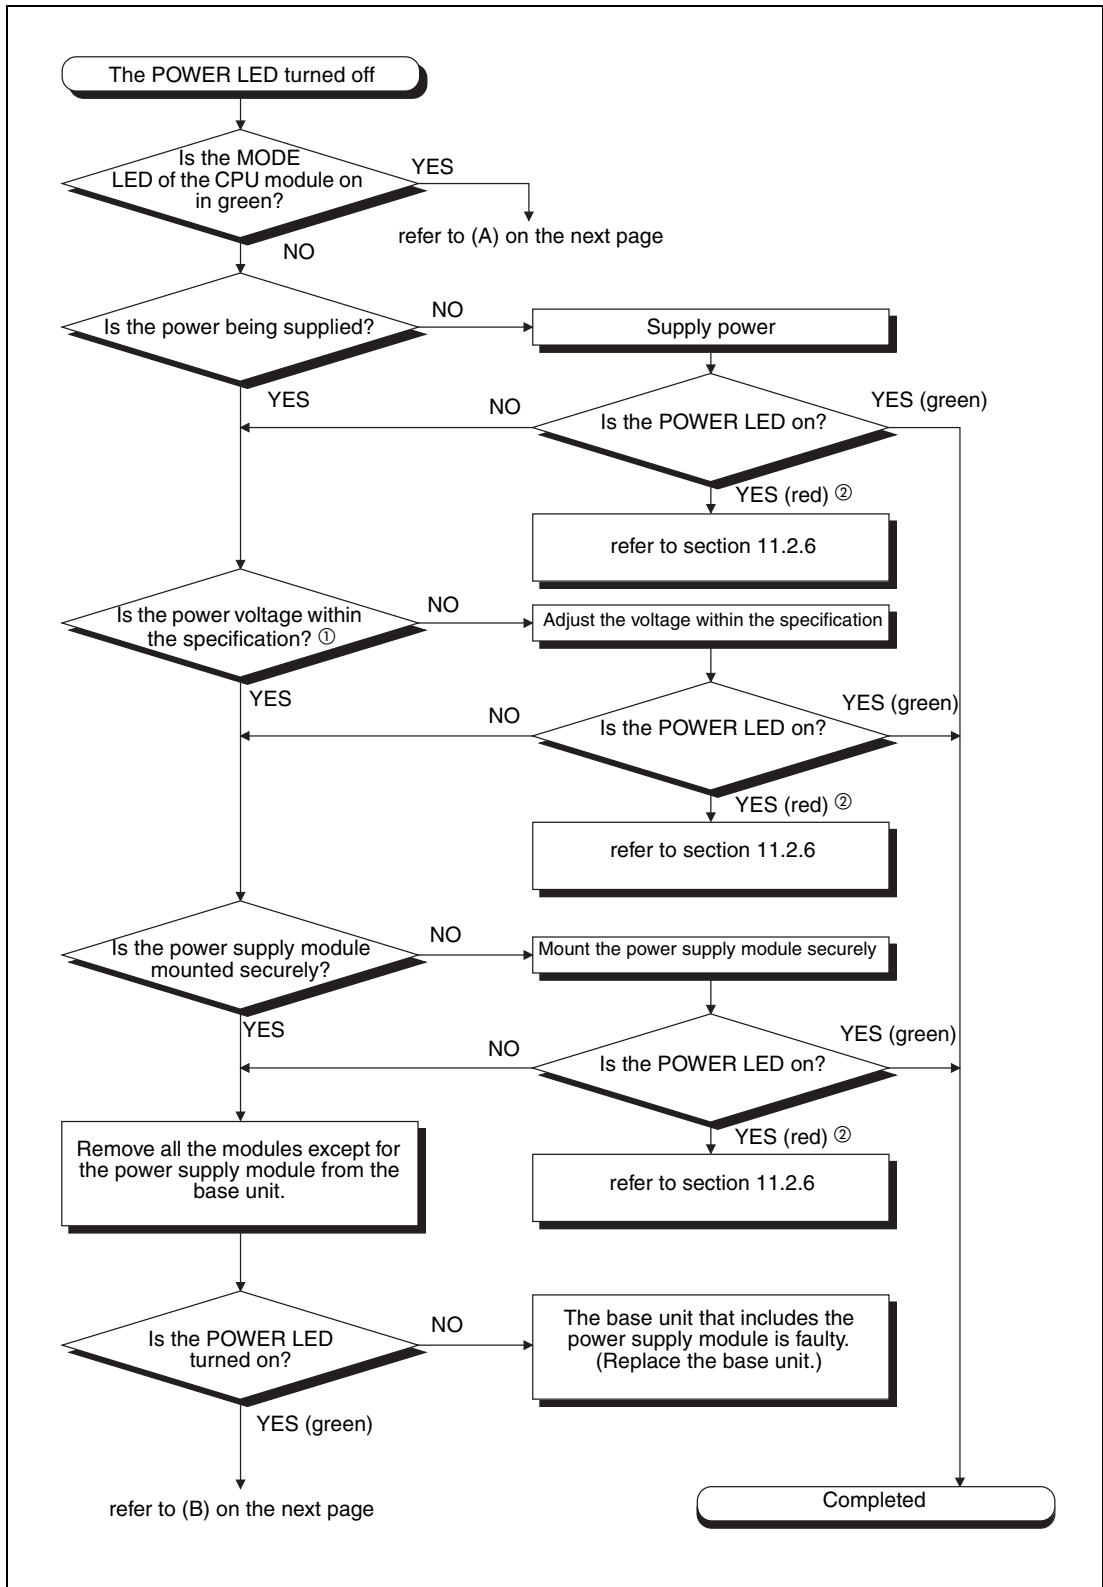 The POWER LED turned off
Is the MODE
LED of the CPU module on
in green?
YES
refer to (A) on the next page
NO
Is the power being supplied?
NO
Supply power
YES
NO
Is the POWER LED on?
YES (green)
YES (red) ②
refer to section 11.2.6
Is the power voltage within
the specification? ①
NO
Adjust the voltage within the specification
YES
NO
Is the POWER LED on?
YES (green)
YES (red) ②
refer to section 11.2.6
Is the power supply module
mounted securely?
NO
Mount the power supply module securely
YES
NO
Is the POWER LED on?
YES (green)
YES (red) ②
refer to section 11.2.6
Remove all the modules except for
the power supply module from the
base unit.
Is the POWER LED
turned on?
NO
The base unit that includes the
power supply module is faulty.
(Replace the base unit.)
YES (green)
refer to (B) on the next page
Completed